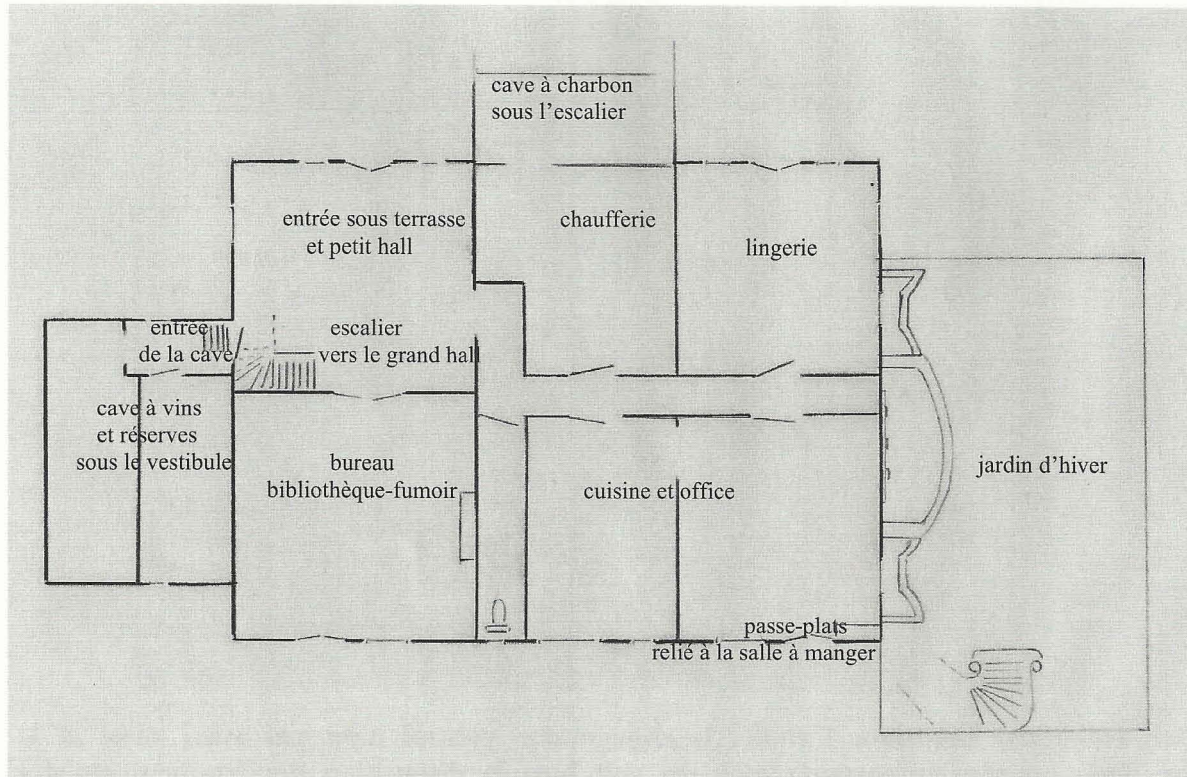 cave à charbon
sous l'escalier
entrée sous terrasse
et petit hall
chaufferie
lingerie
entrée
de la cave
escalier
vers le grand hall
cave à vins
et réserves
sous le vestibule
bureau
bibliothèque-fumoir
cuisine et office
jardin d'hiver
passe-plats
relié à la salle à manger